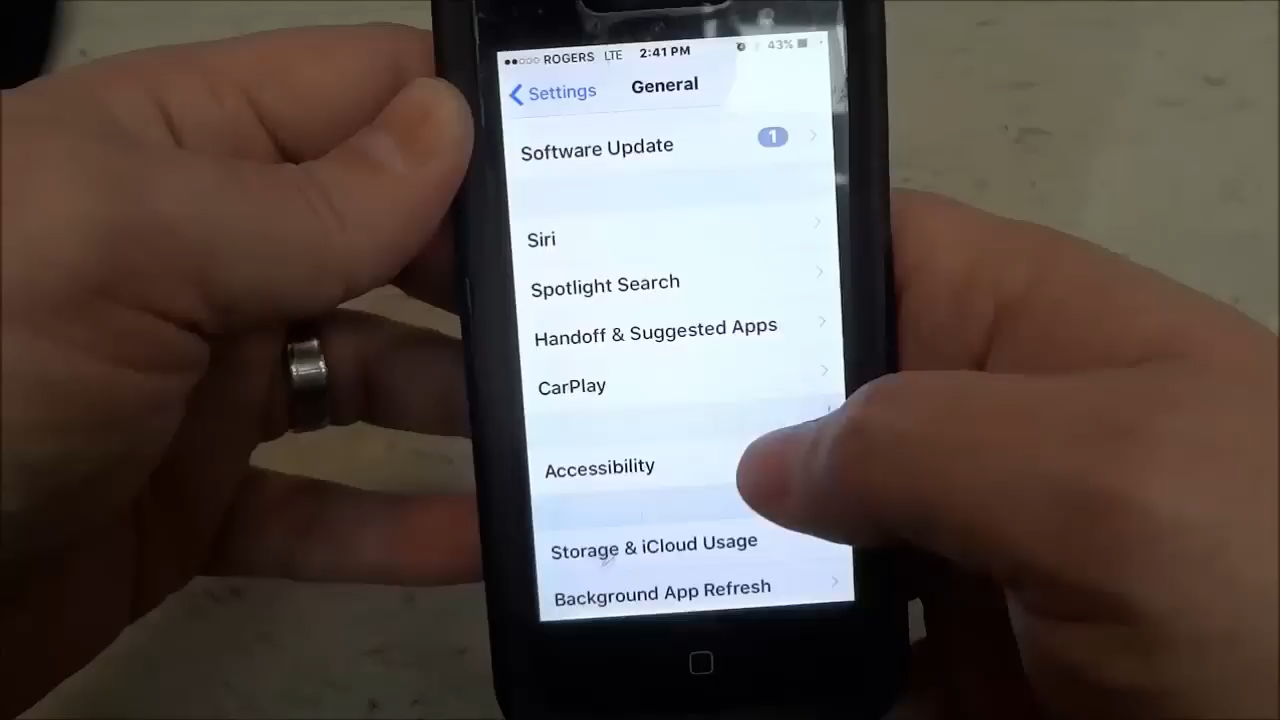 ROGERS LTE 2:41 PM 43%
Settings General
Software Update 1
Siri
Spotlight Search
Handoff & Suggested Apps
CarPlay
Accessibility
Storage & iCloud Usage
Background App Refresh